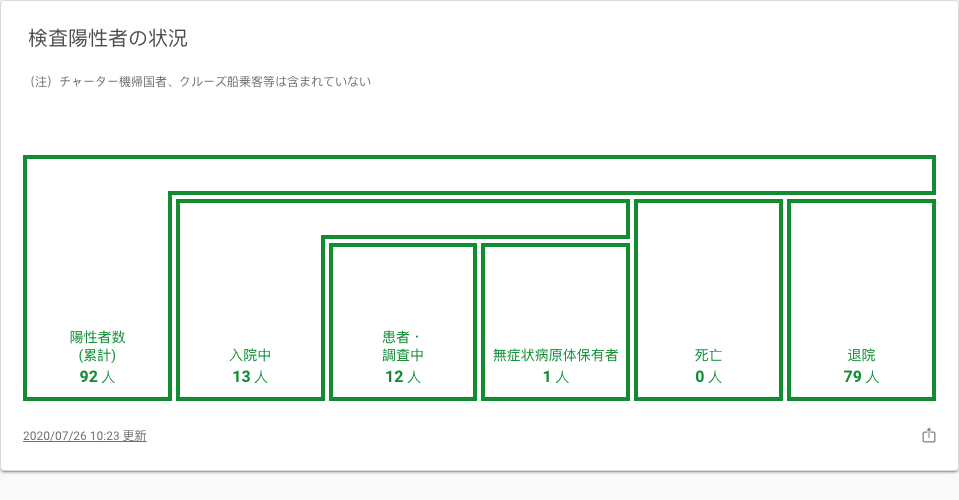 検査陽性者の状況
（注）チャーター機帰国者、クルーズ船乗客等は含まれていない
陽性者数
(累計)
92 人
入院中
13 人
患者・
調査中
12 人
無症状病原体保有者
1 人
死亡
0 人
退院
79 人
2020/07/26 10:23 更新